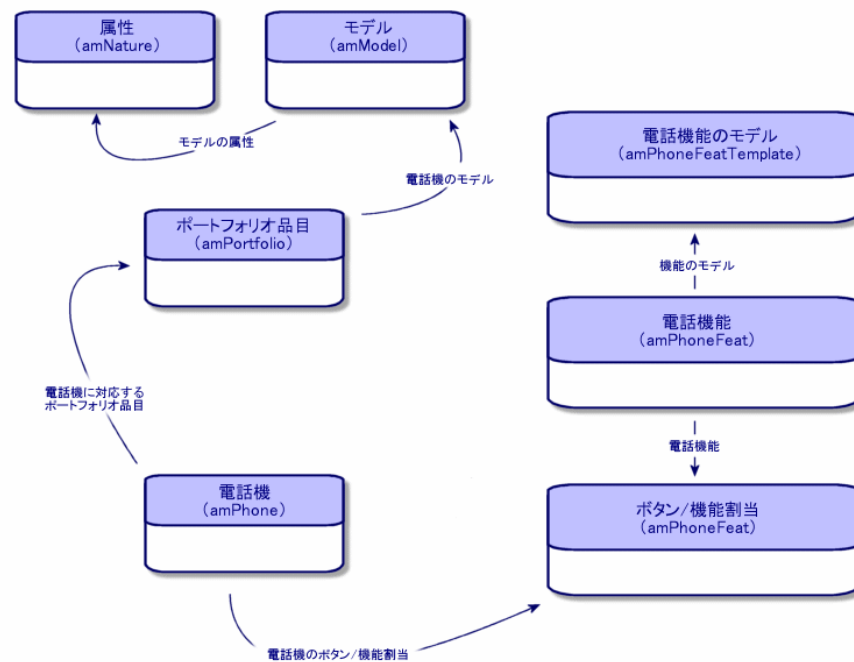 属性
(amNature)
モデル
(amModel)
モデルの属性
電話機のモデル
電話機能のモデル
(amPhoneFeatTemplate)
ポートフォリオ品目
(amPortfolio)
機能のモデル
電話機能
(amPhoneFeat)
電話機に対応する
ポートフォリオ品目
電話機能
電話機
(amPhone)
ボタン/機能割当
(amPhoneFeat)
電話機のボタン/機能割当